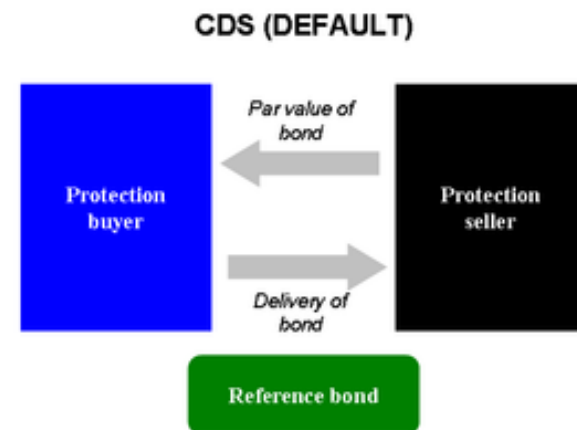 CDS (DEFAULT)
Par value of
bond
Protection
buyer
Protection
seller
Delivery of
bond
Reference bond